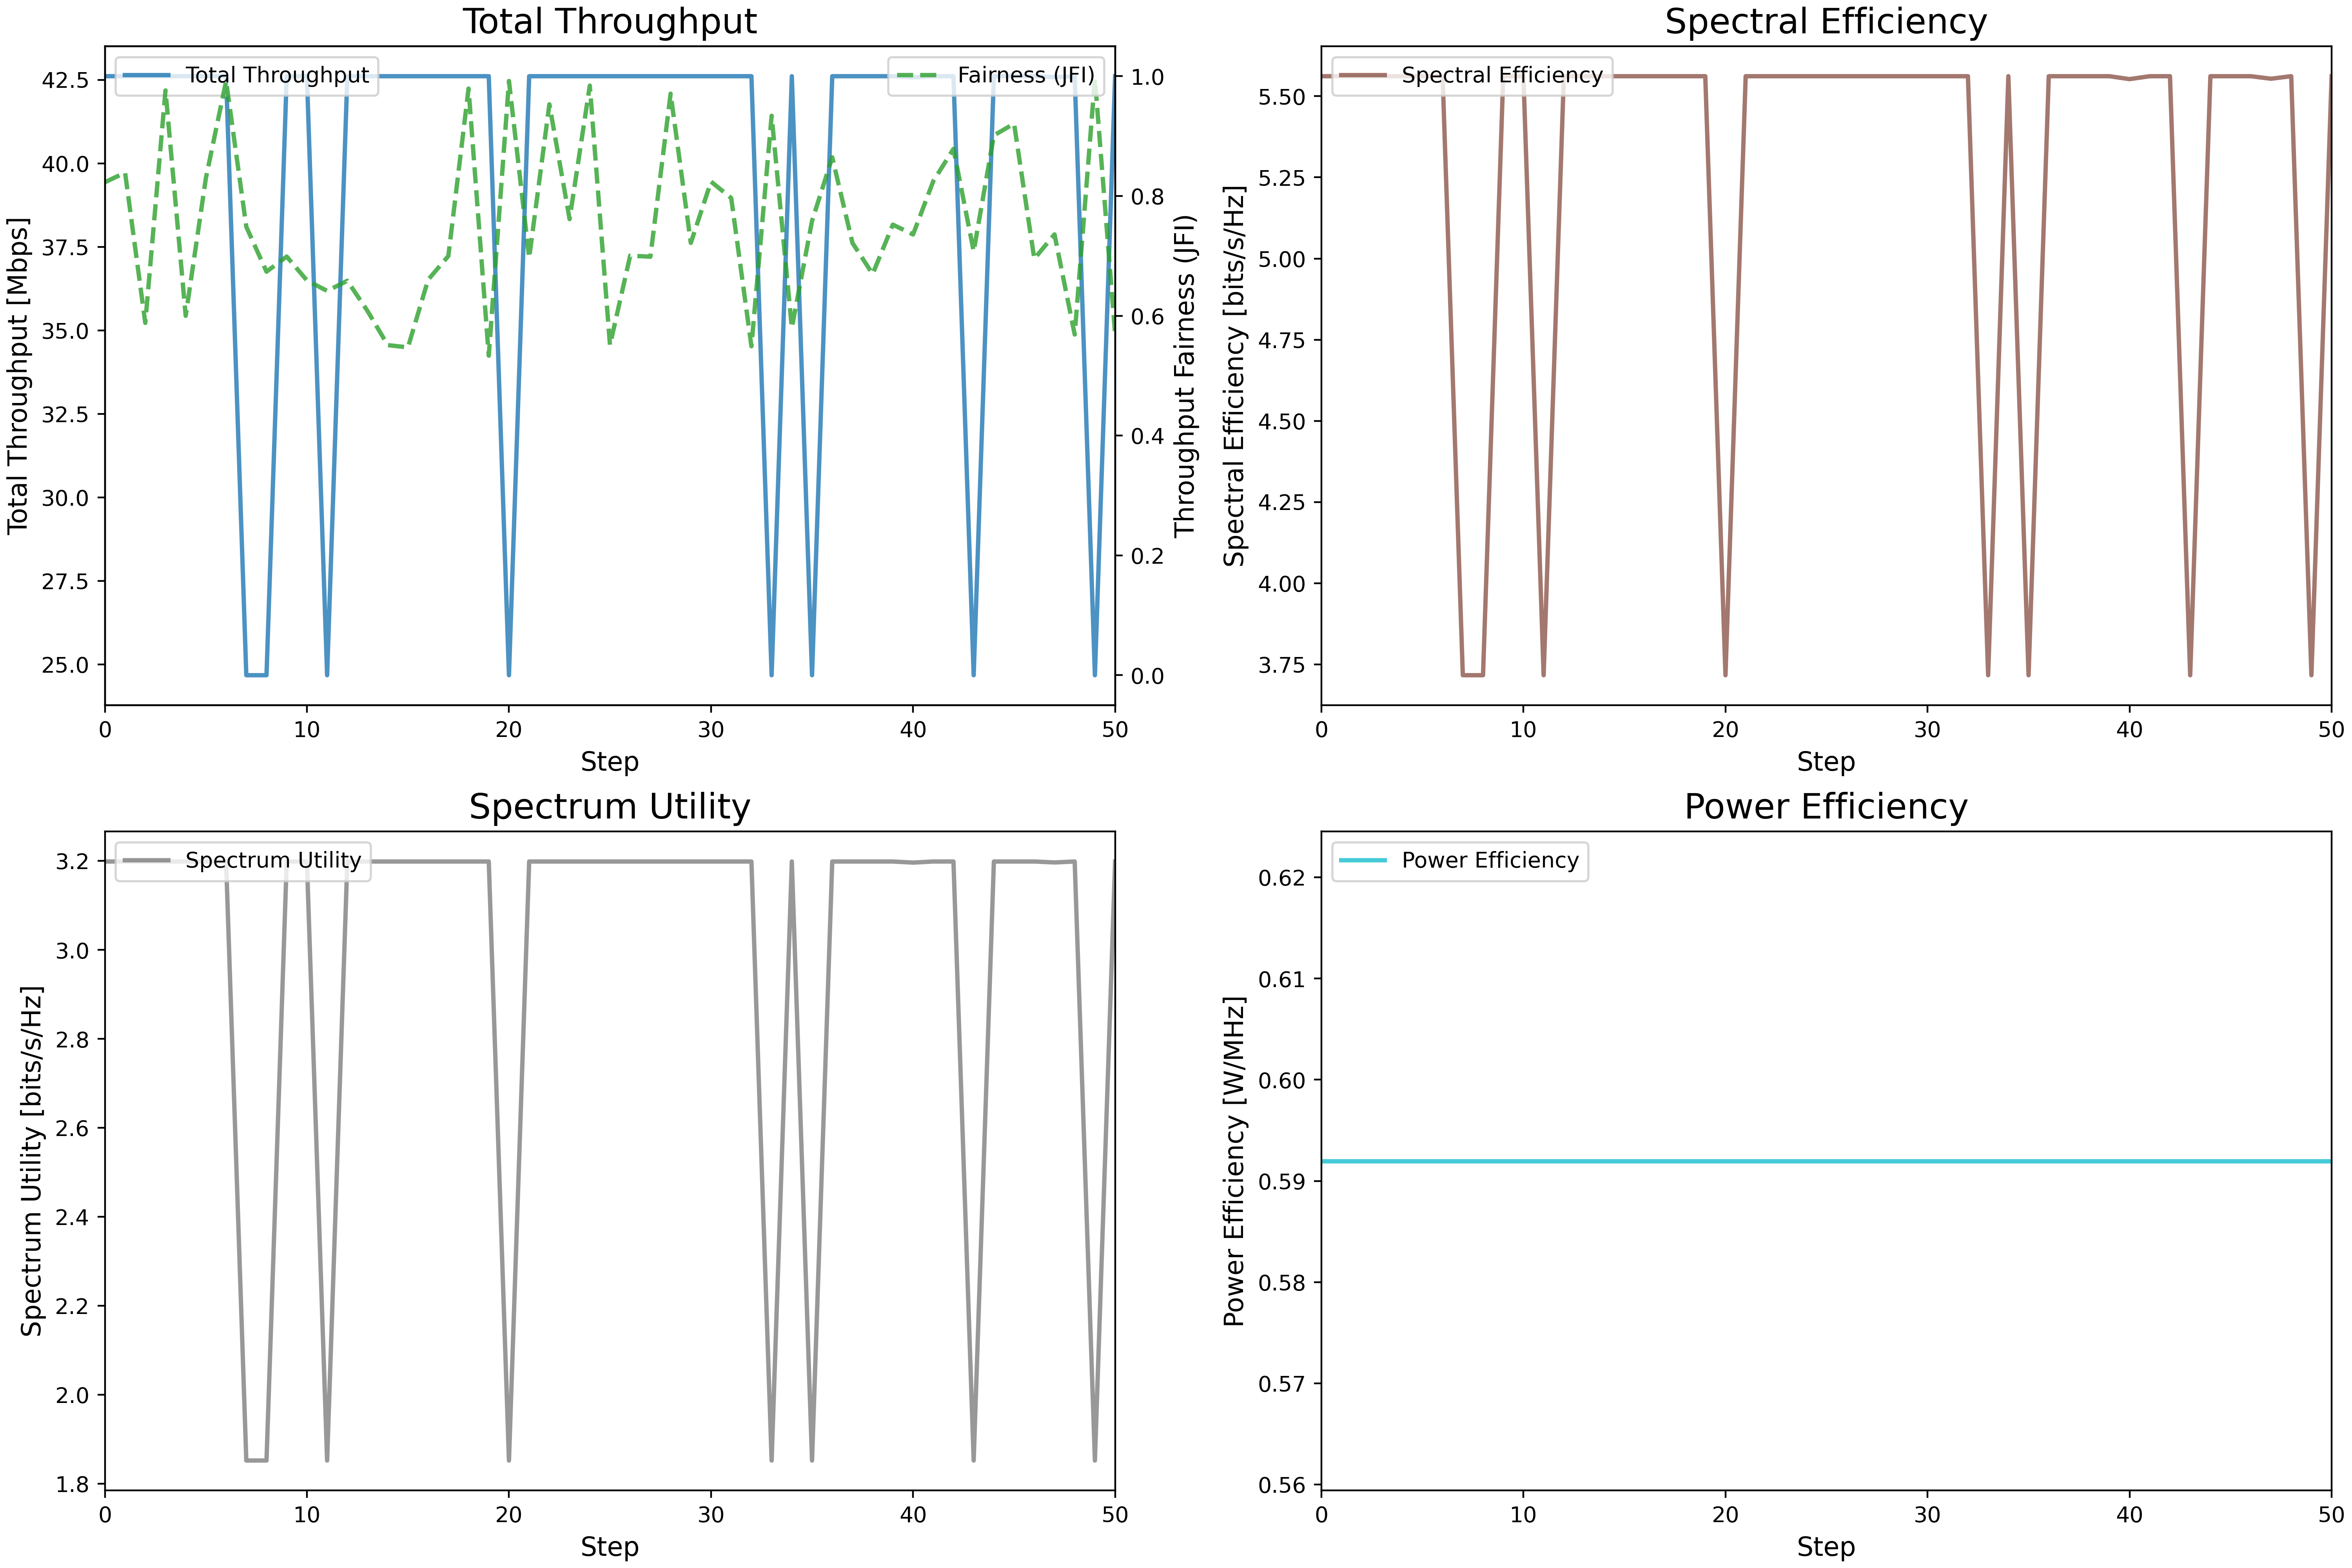 Total Throughput
Total Throughput
Fairness (JFI)
42.5
40.0
37.5
35.0
32.5
30.0
27.5
25.0
1.0
0.8
0.6
0.4
0.2
0.0
Total Throughput [Mbps]
Throughput Fairness (JFI)
0 10 20 30 40 50
Step
Spectral Efficiency
Spectral Efficiency
5.50
5.25
5.00
4.75
4.50
4.25
4.00
3.75
Spectral Efficiency [bits/s/Hz]
0 10 20 30 40 50
Step
Spectrum Utility
Spectrum Utility
3.2
3.0
2.8
2.6
2.4
2.2
2.0
1.8
Spectrum Utility [bits/s/Hz]
0 10 20 30 40 50
Step
Power Efficiency
Power Efficiency
0.62
0.61
0.60
0.59
0.58
0.57
0.56
Power Efficiency [W/MHz]
0 10 20 30 40 50
Step